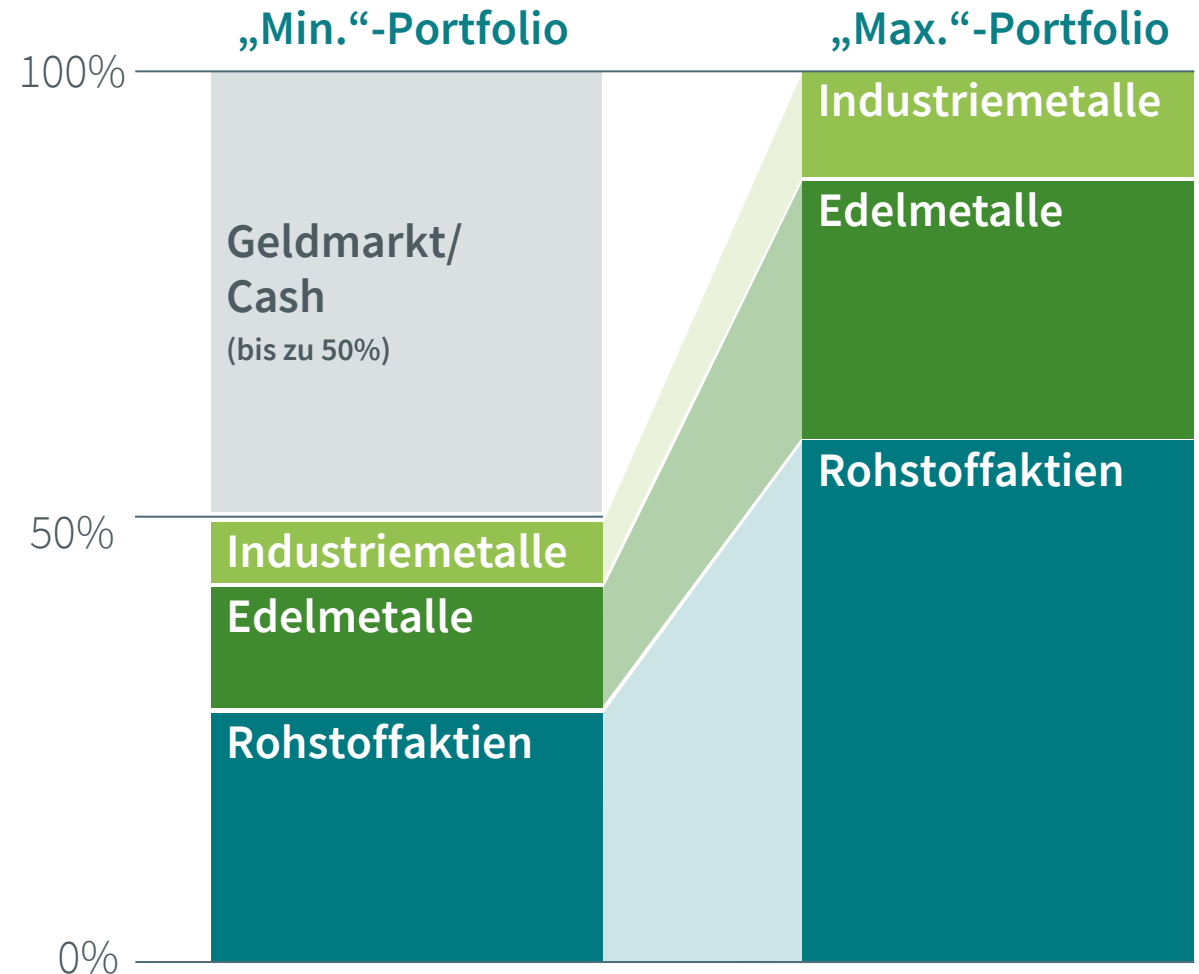 „Min.“-Portfolio
„Max.“-Portfolio
100%
Geldmarkt/
Cash
(bis zu 50%)
50%
Industriemetalle
Edelmetalle
Rohstoffaktien
0%
Industriemetalle
Edelmetalle
Rohstoffaktien